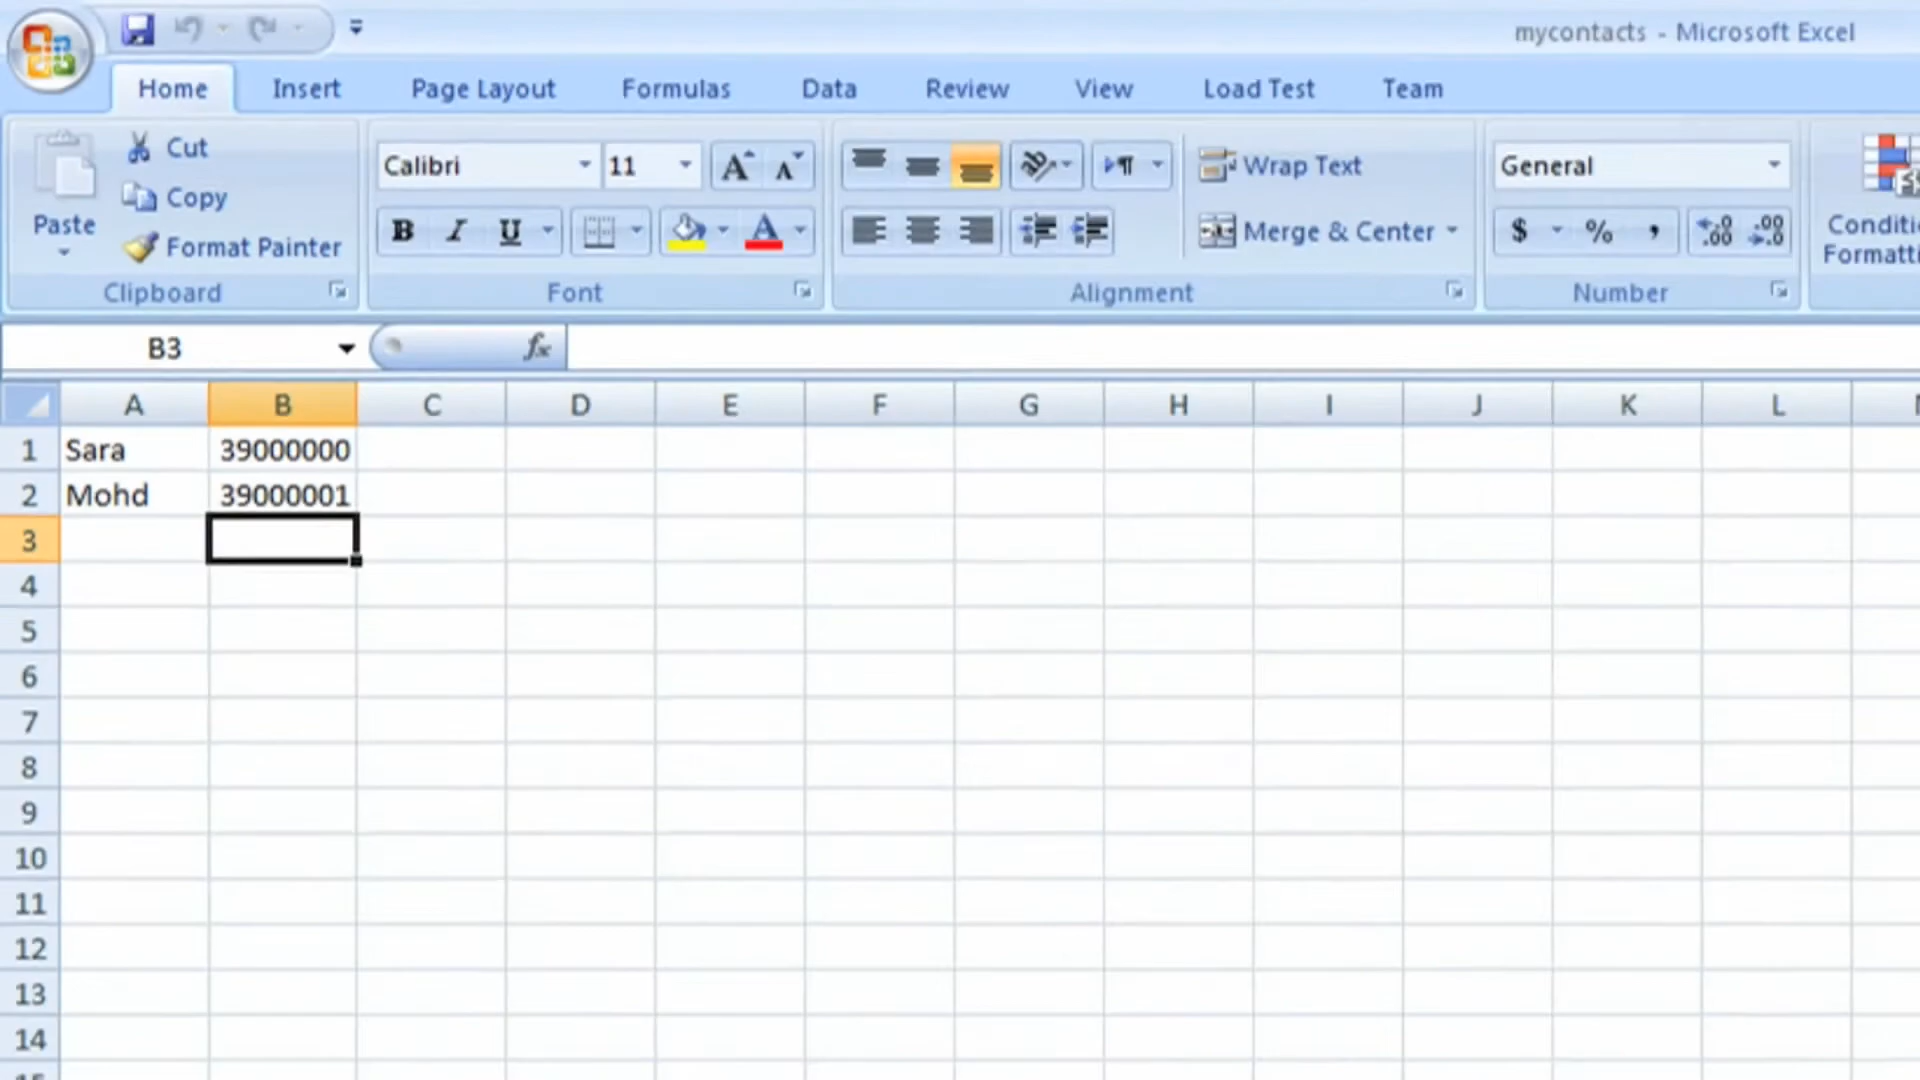 mycontacts - Microsoft Excel
Home Insert Page Layout Formulas Data Review View Load Test Team
Paste
Cut
Copy
Format Painter
Clipboard
Calibri 11
B I U
Font
Wrap Text
Merge & Center
Alignment
General
$ % ,
Number
B3 fx
A B C D E F G H I J K L
1 Sara 39000000
2 Mohd 39000001
3
4
5
6
7
8
9
10
11
12
13
14